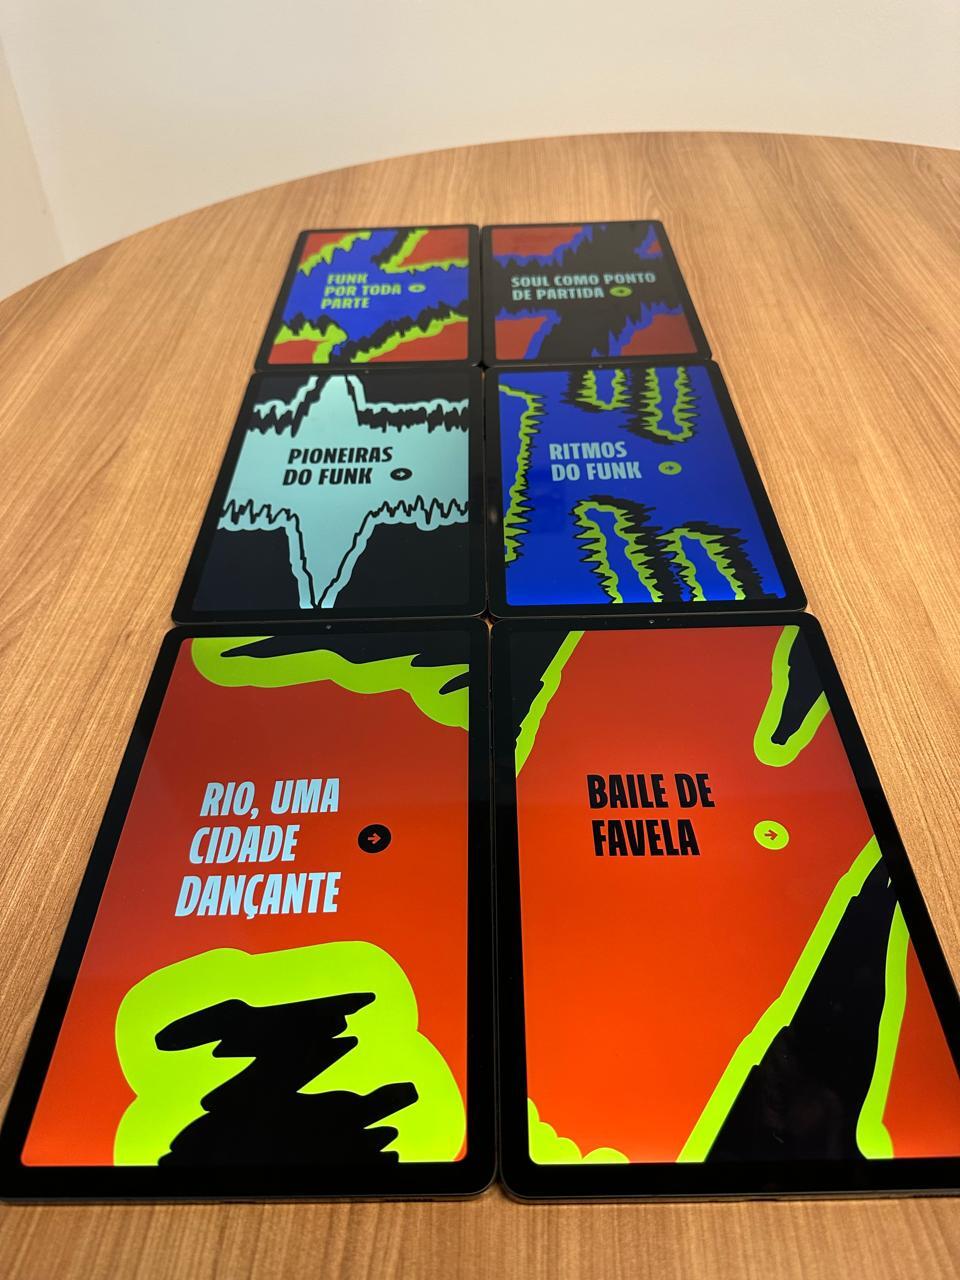 FUNK
POR TODA
PARTE
SOUL COMO PONTO
DE PARTIDA
PIONEIRAS
DO FUNK
RITMOS
DO FUNK
RIO, UMA
CIDADE
DANÇANTE
BAILE DE
FAVELA